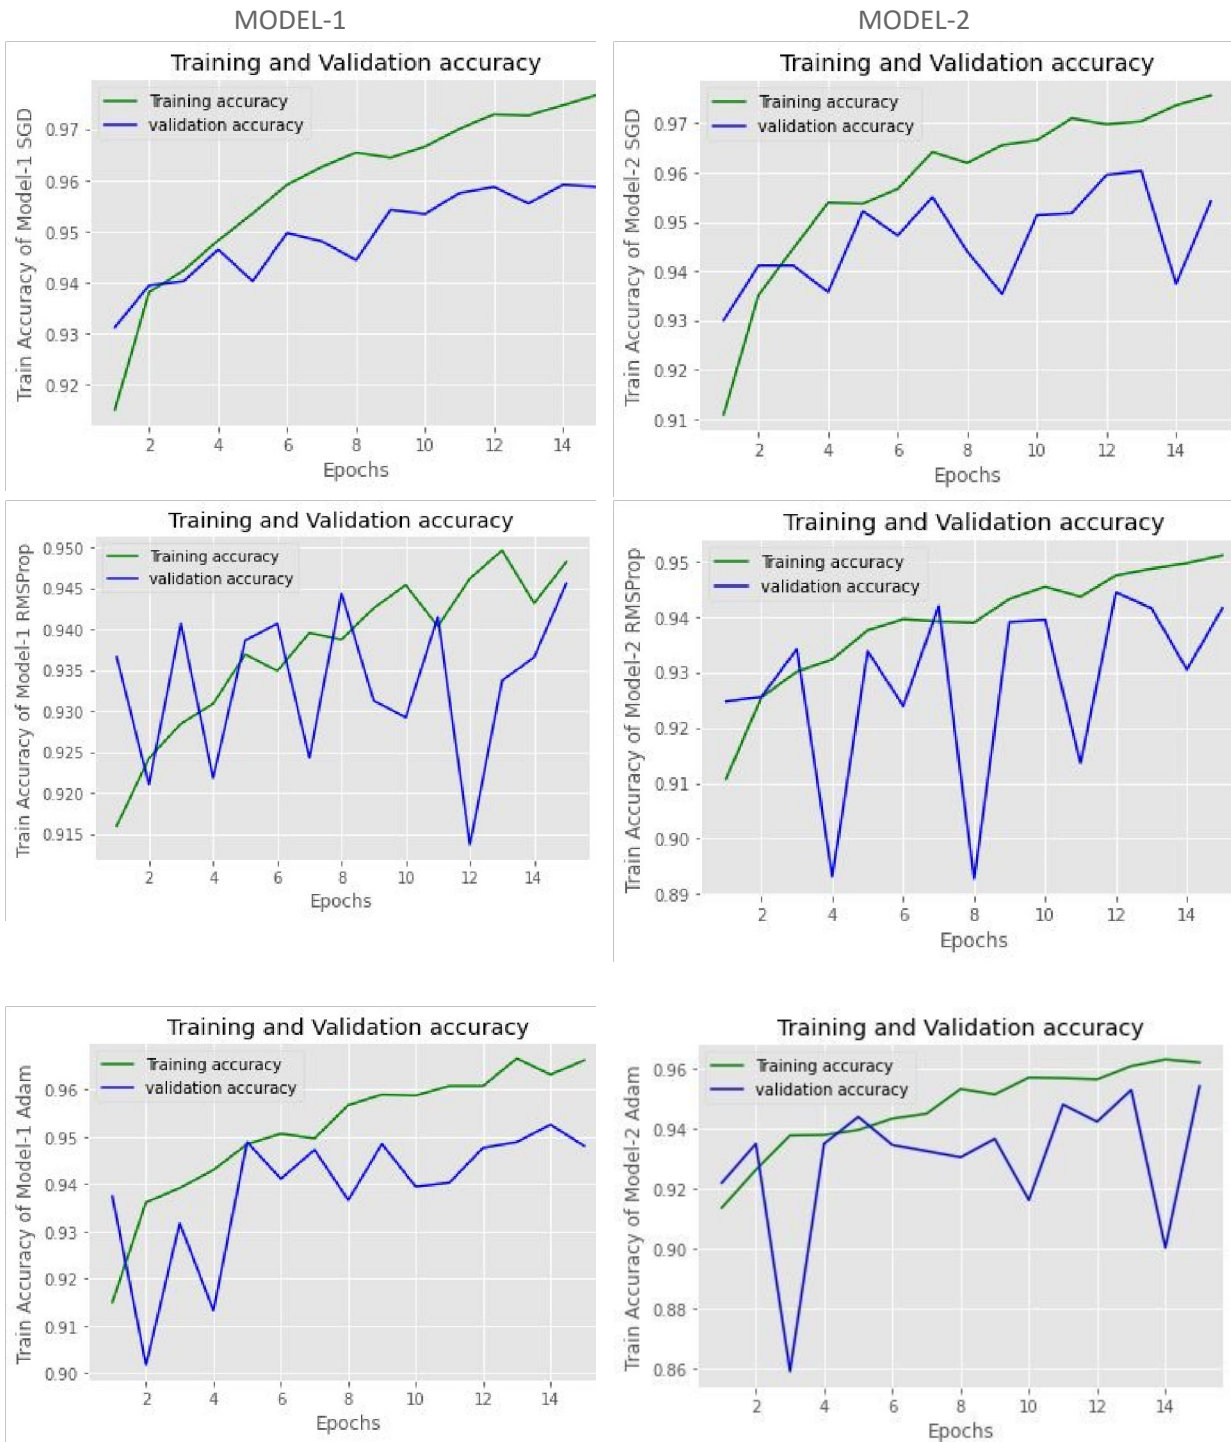 MODEL-1
MODEL-2
Training and Validation accuracy
Training accuracy
validation accuracy
Train Accuracy of Model-1 SGD
0.97
0.96
0.95
0.94
0.93
0.92
2 4 6 8 10 12 14
Epochs
Training and Validation accuracy
Training accuracy
validation accuracy
Train Accuracy of Model-2 SGD
0.97
0.96
0.95
0.94
0.93
0.92
0.91
2 4 6 8 10 12 14
Epochs
Training and Validation accuracy
Training accuracy
validation accuracy
Train Accuracy of Model-1 RMSProp
0.950
0.945
0.940
0.935
0.930
0.925
0.920
0.915
2 4 6 8 10 12 14
Epochs
Training and Validation accuracy
Training accuracy
validation accuracy
Train Accuracy of Model-2 RMSProp
0.95
0.94
0.93
0.92
0.91
0.90
0.89
2 4 6 8 10 12 14
Epochs
Training and Validation accuracy
Training accuracy
validation accuracy
Train Accuracy of Model-1 Adam
0.96
0.95
0.94
0.93
0.92
0.91
0.90
2 4 6 8 10 12 14
Epochs
Training and Validation accuracy
Training accuracy
validation accuracy
Train Accuracy of Model-2 Adam
0.96
0.94
0.92
0.90
0.88
0.86
2 4 6 8 10 12 14
Epochs